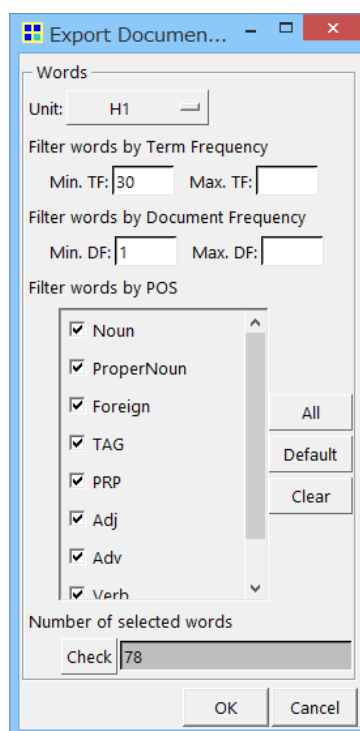 Export Documen...
Words
Unit: H1
Filter words by Term Frequency
Min. TF: 30 Max. TF:
Filter words by Document Frequency
Min. DF: 1 Max. DF:
Filter words by POS
Noun
ProperNoun
Foreign
All
TAG
Default
PRP
Clear
Adj
Adv
Verb
Number of selected words
Check 78
OK Cancel